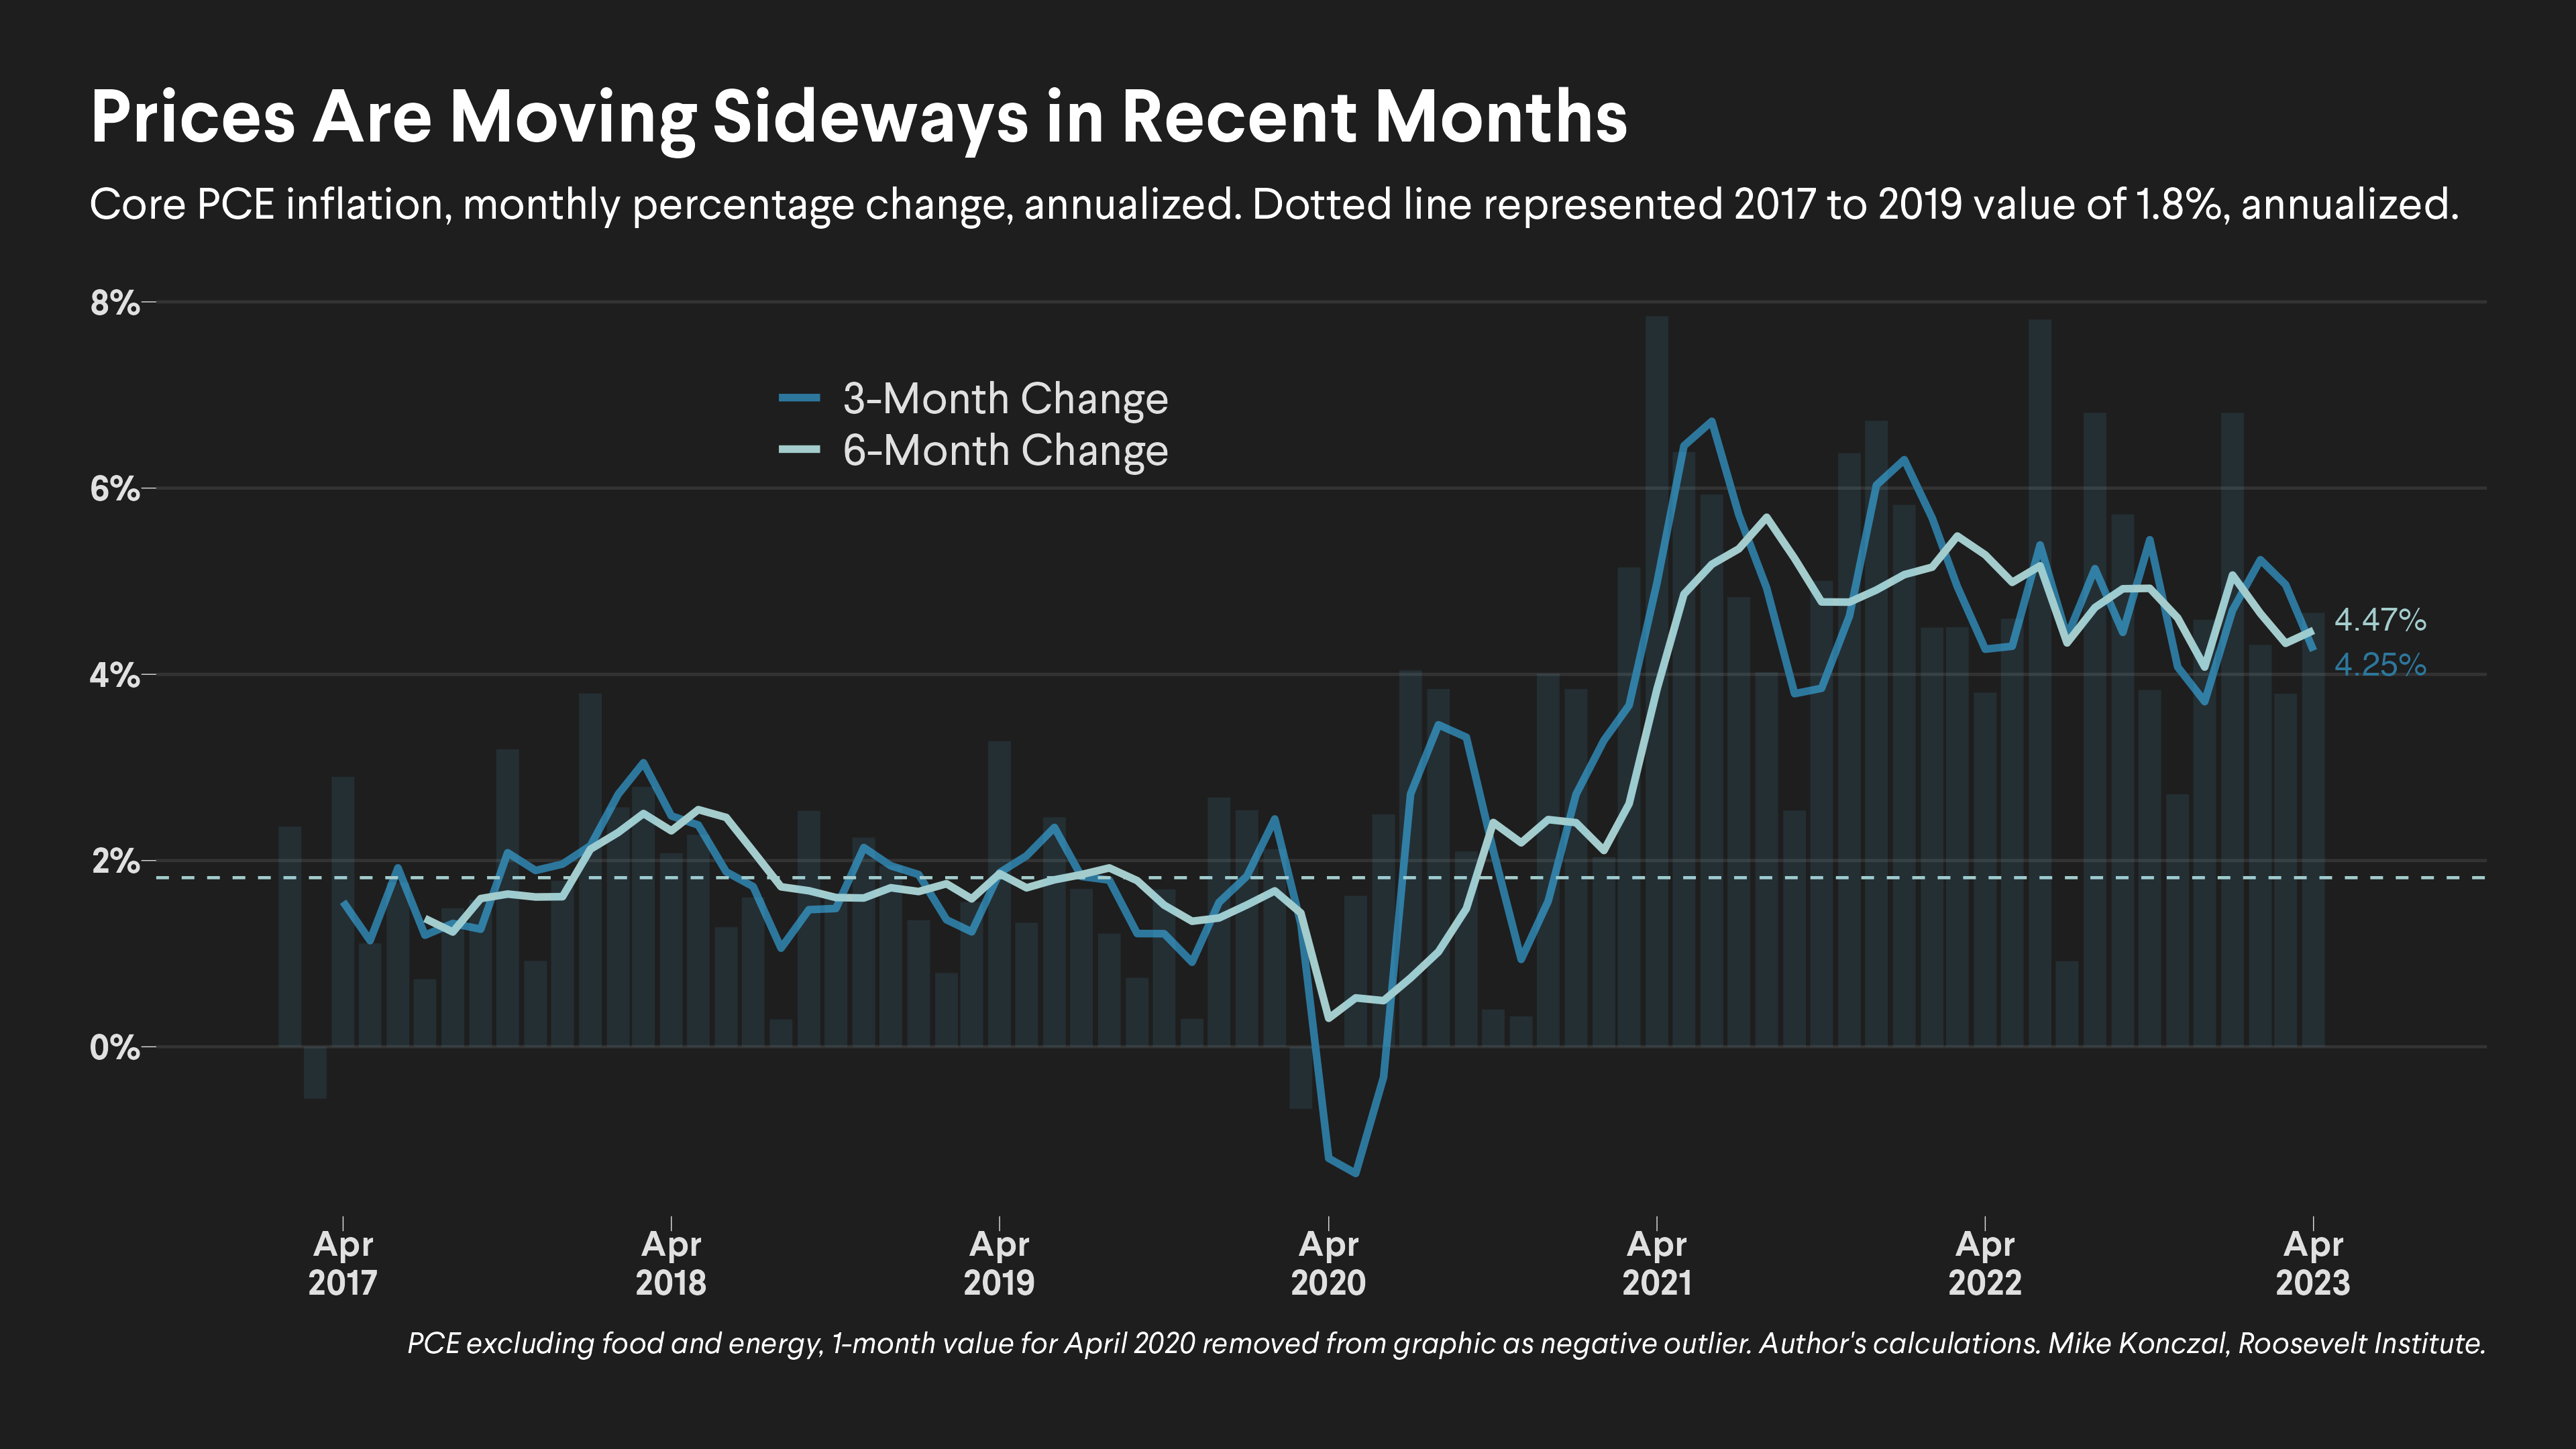 Prices Are Moving Sideways in Recent Months
Core PCE inflation, monthly percentage change, annualized. Dotted line represented 2017 to 2019 value of 1.8%, annualized.
8%
3-Month Change
6-Month Change
6%
4.47%
4.25%
4%
2%
0%
Apr 2017
Apr 2018
Apr 2019
Apr 2020
Apr 2021
Apr 2022
Apr 2023
PCE excluding food and energy, 1-month value for April 2020 removed from graphic as negative outlier. Author's calculations. Mike Konczal, Roosevelt Institute.